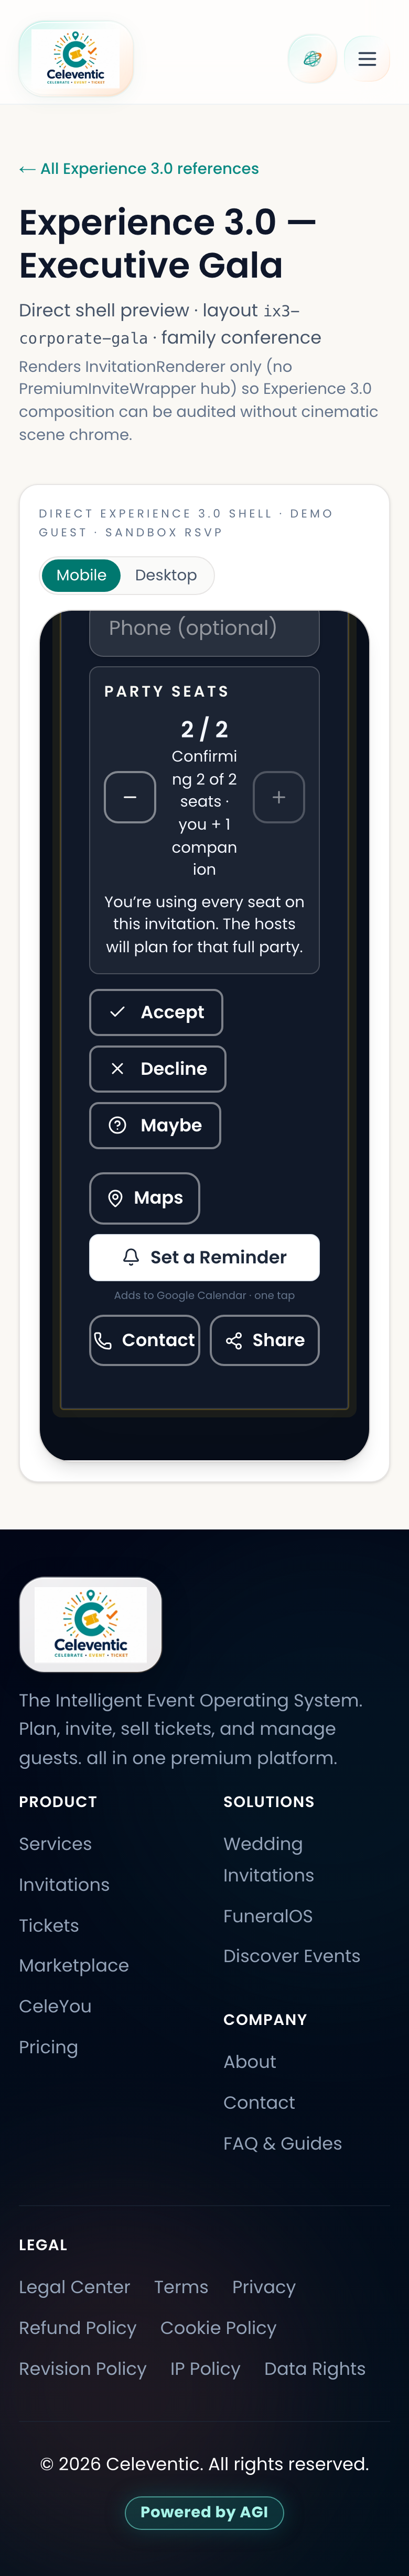 Celeventic
CELEBRATE • EVENT • TICKET
← All Experience 3.0 references
Experience 3.0 —
Executive Gala
Direct shell preview · layout ix3-
corporate-gala · family conference
Renders InvitationRenderer only (no
PremiumInviteWrapper hub) so Experience 3.0
composition can be audited without cinematic
scene chrome.
DIRECT EXPERIENCE 3.0 SHELL · DEMO
GUEST · SANDBOX RSVP
Mobile Desktop
Phone (optional)
PARTY SEATS
2 / 2
Confirmi
ng 2 of 2
seats ·
you + 1
compan
ion
− +
You’re using every seat on
this invitation. The hosts
will plan for that full party.
Accept
Decline
Maybe
Maps
Set a Reminder
Adds to Google Calendar · one tap
Contact Share
Celeventic
CELEBRATE • EVENT • TICKET
The Intelligent Event Operating System.
Plan, invite, sell tickets, and manage
guests. all in one premium platform.
PRODUCT
Services
Invitations
Tickets
Marketplace
CeleYou
Pricing
SOLUTIONS
Wedding
Invitations
FuneralOS
Discover Events
COMPANY
About
Contact
FAQ & Guides
LEGAL
Legal Center Terms Privacy
Refund Policy Cookie Policy
Revision Policy IP Policy Data Rights
© 2026 Celeventic. All rights reserved.
Powered by AGI